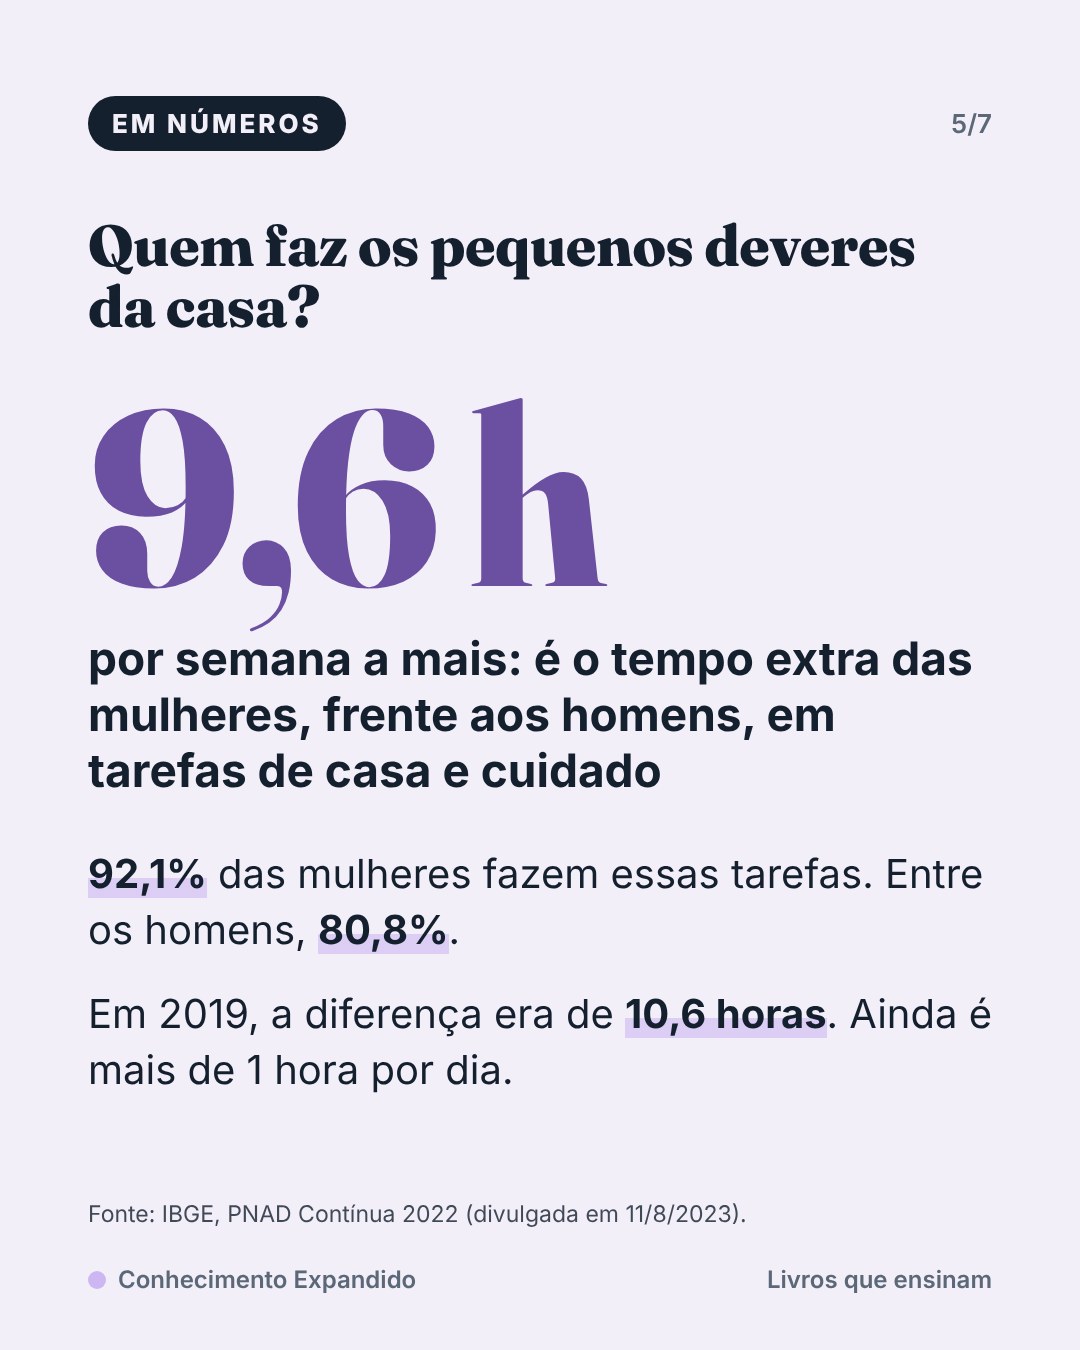 EM NÚMEROS
5/7
Quem faz os pequenos deveres
da casa?
9,6 h
por semana a mais: é o tempo extra das
mulheres, frente aos homens, em
tarefas de casa e cuidado
92,1% das mulheres fazem essas tarefas. Entre
os homens, 80,8%.
Em 2019, a diferença era de 10,6 horas. Ainda é
mais de 1 hora por dia.
Fonte: IBGE, PNAD Contínua 2022 (divulgada em 11/8/2023).
Conhecimento Expandido
Livros que ensinam